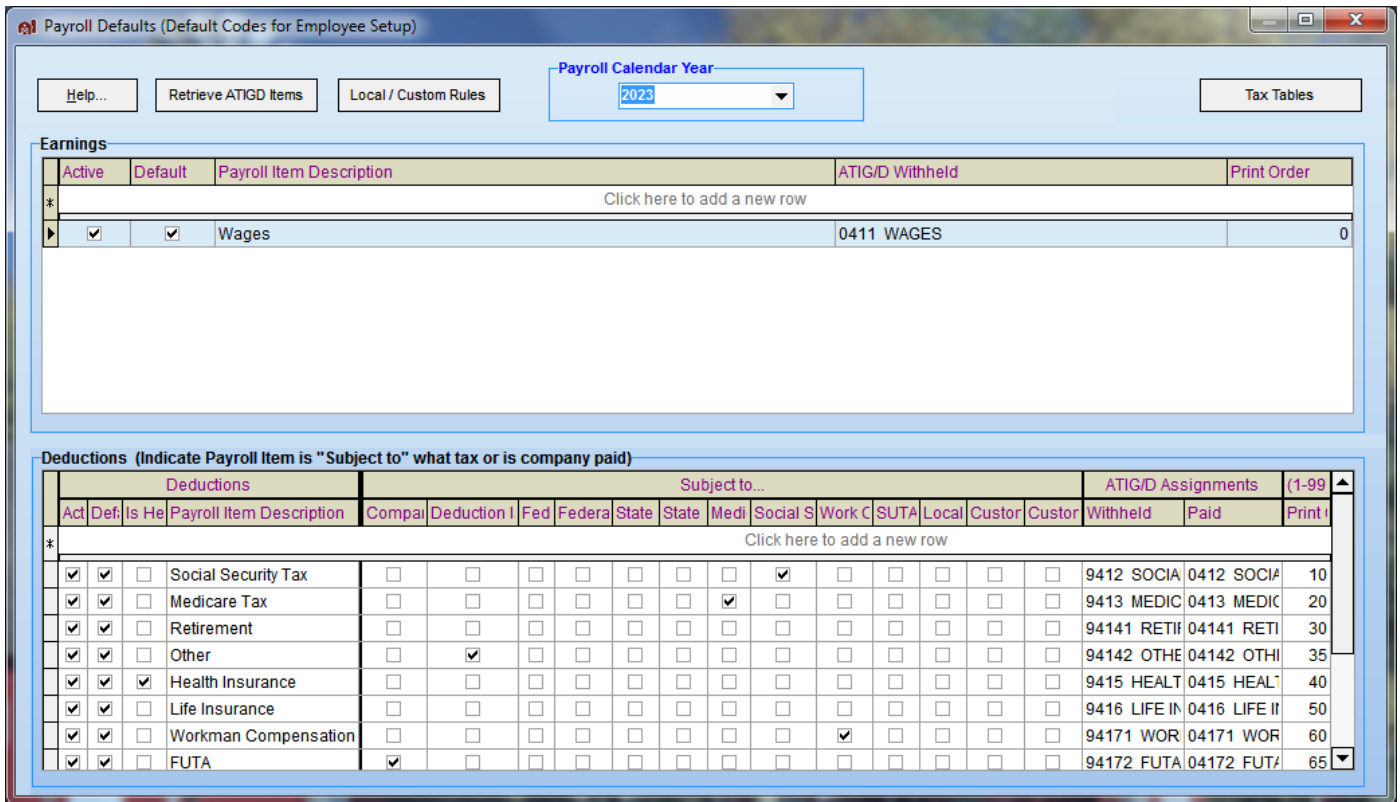 Payroll Defaults (Default Codes for Employee Setup)
Payroll Calendar Year
Help... Retrieve ATIGD Items Local / Custom Rules 2023 Tax Tables
Earnings
Active Default Payroll Item Description ATIG/D Withheld Print Order
* Click here to add a new row
Wages 0411 WAGES 0
Deductions (Indicate Payroll Item is "Subject to" what tax or is company paid)
Deductions Subject to... ATIG/D Assignments (1-99
Act Def: Is He Payroll Item Description Compai Deduction I Fed Federa State State Medi Social S Work C SUTA Local Custor Custor Withheld Paid Print
* Click here to add a new row
Social Security Tax 9412 SOCIA 0412 SOCIA 10
Medicare Tax 9413 MEDIC 0413 MEDIC 20
Retirement 94141 RETI 04141 RETI 30
Other 94142 OTHE 04142 OTHI 35
Health Insurance 9415 HEALT 0415 HEALT 40
Life Insurance 9416 LIFE IN 0416 LIFE II 50
Workman Compensation 94171 WOR 04171 WOR 60
FUTA 94172 FUTA 04172 FUTA 65